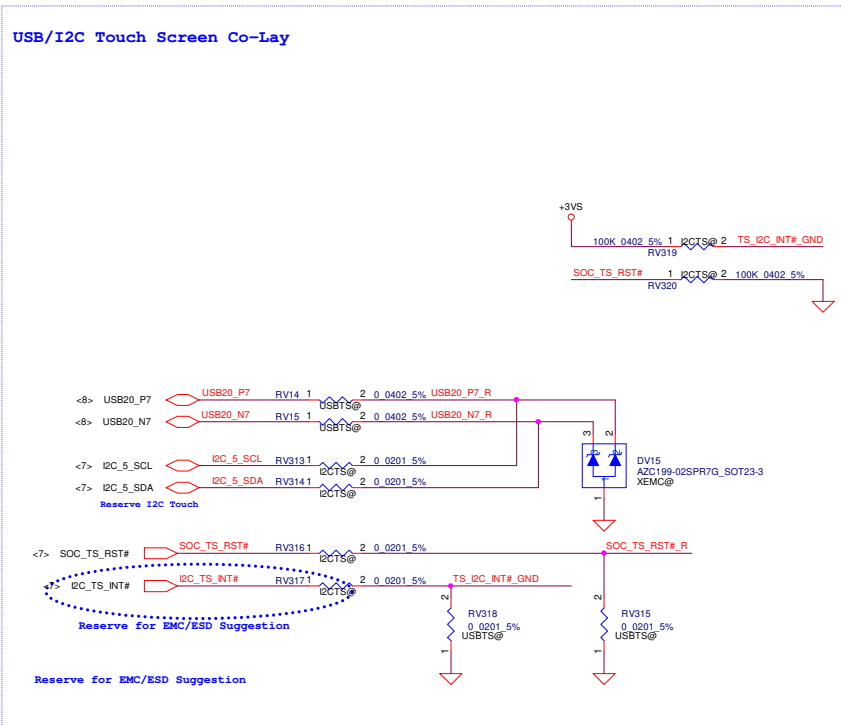 USB/I2C Touch Screen Co-Lay
+3VS
100K_0402_5% 1 I2CTS@ 2 TS_I2C_INT#_GND
RV319
SOC_TS_RST# 1 I2CTS@ 2 100K_0402_5%
RV320
<8> USB20_P7 USB20_P7 RV14 1 2 0_0402_5% USB20_P7_R
USBTS@
<8> USB20_N7 USB20_N7 RV15 1 2 0_0402_5% USB20_N7_R
USBTS@
3 2
<7> I2C_5_SCL I2C_5_SCL RV313 1 2 0_0201_5%
I2CTS@
DV15
AZC199-02SPR7G_SOT23-3
XEMC@
<7> I2C_5_SDA I2C_5_SDA RV314 1 2 0_0201_5%
I2CTS@
1
Reserve I2C Touch
<7> SOC_TS_RST# SOC_TS_RST# RV316 1 2 0_0201_5% SOC_TS_RST#_R
I2CTS@
<7> I2C_TS_INT# I2C_TS_INT# RV317 1 2 0_0201_5% TS_I2C_INT#_GND
I2CTS@
2 2
RV318 RV315
0_0201_5% 0_0201_5%
USBTS@ USBTS@
1 1
Reserve for EMC/ESD Suggestion
Reserve for EMC/ESD Suggestion